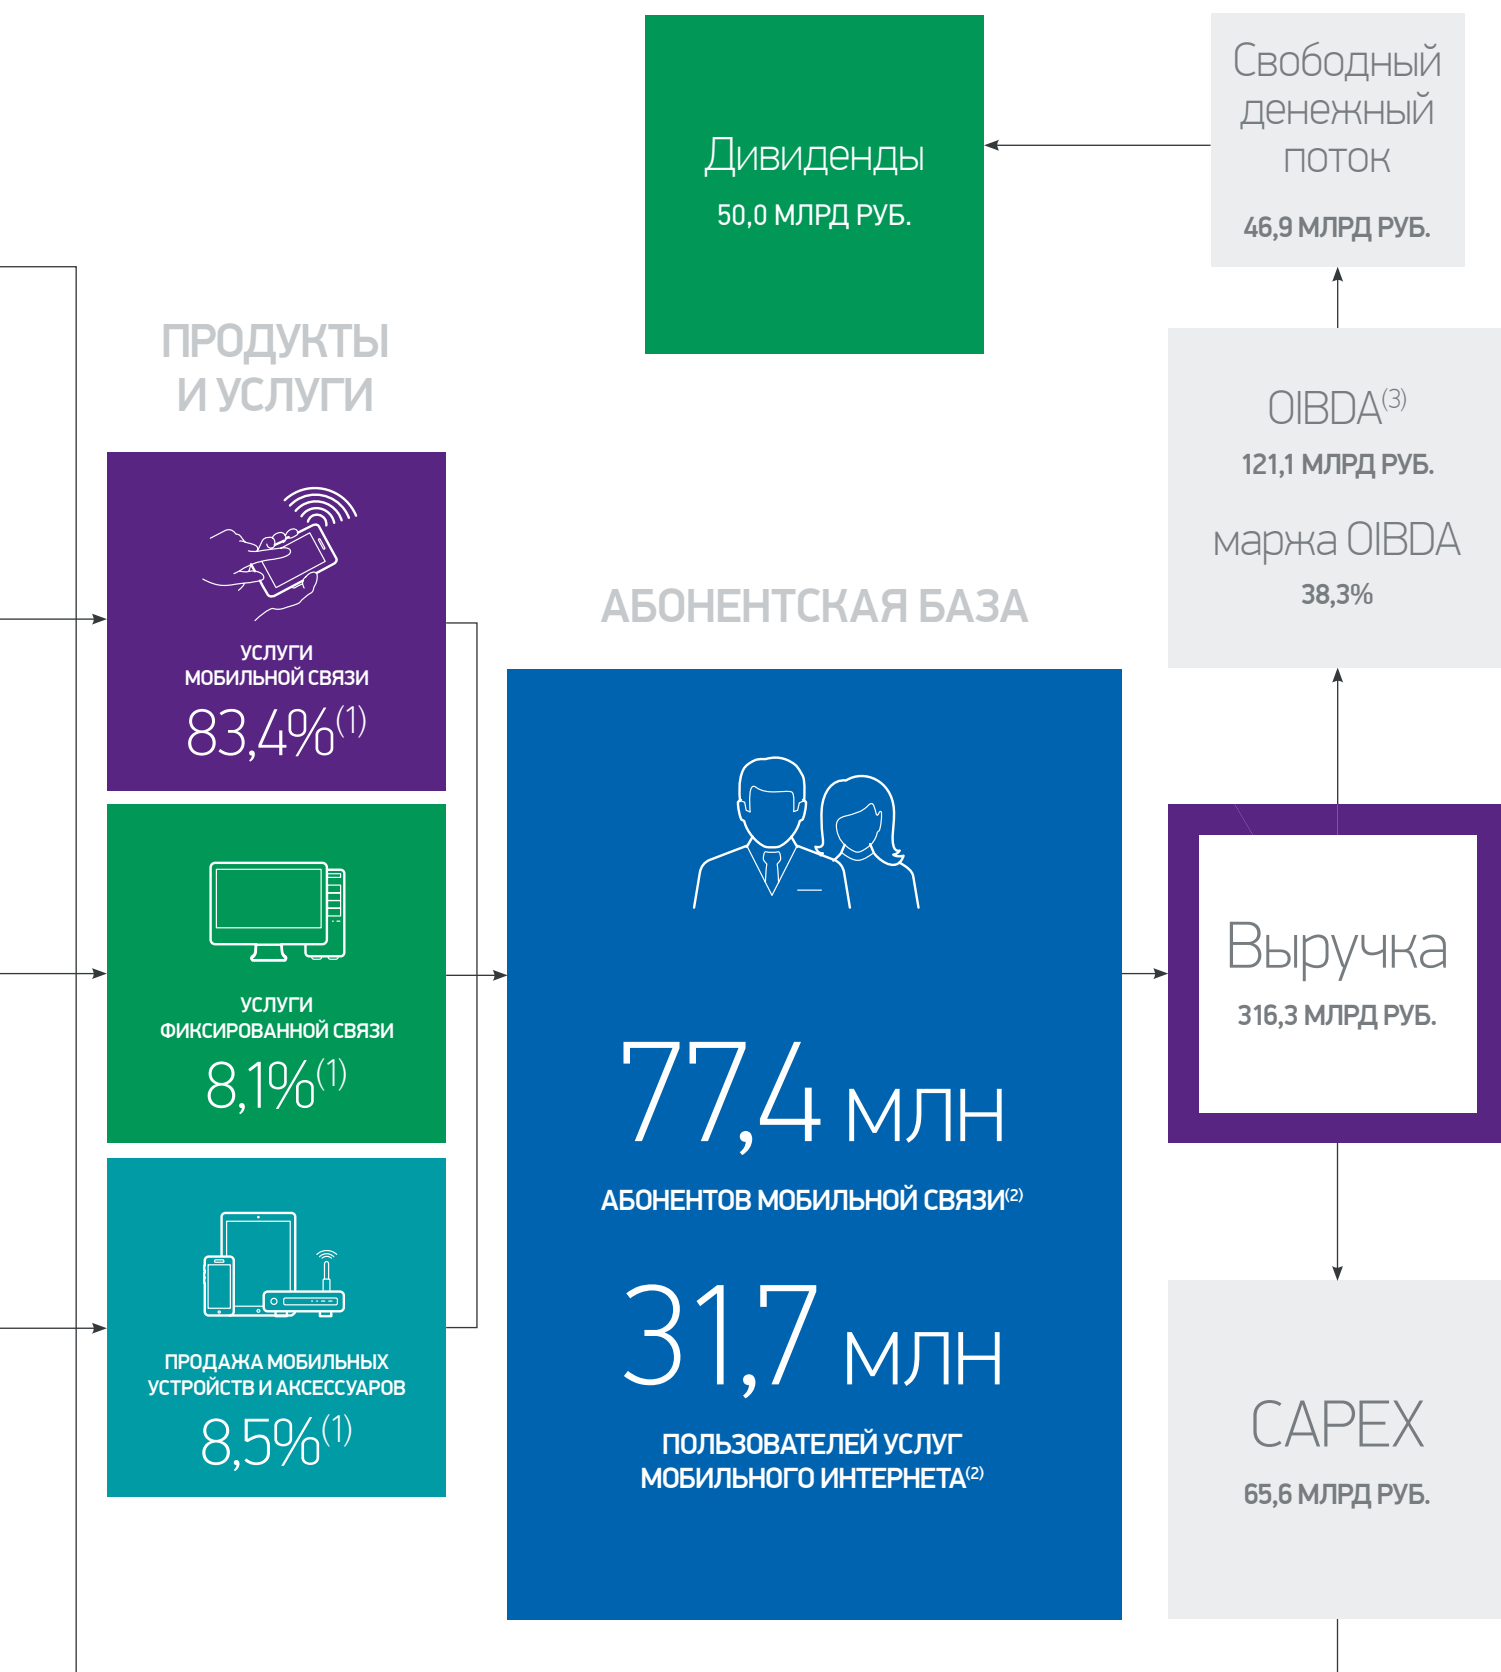 Дивиденды
50,0 МЛРД РУБ.
Свободный
денежный
поток
46,9 МЛРД РУБ.
OIBDA(3)
121,1 МЛРД РУБ.
маржа OIBDA
38,3%
ПРОДУКТЫ
И УСЛУГИ
УСЛУГИ
МОБИЛЬНОЙ СВЯЗИ
83,4%(1)
УСЛУГИ
ФИКСИРОВАННОЙ СВЯЗИ
8,1%(1)
ПРОДАЖА МОБИЛЬНЫХ
УСТРОЙСТВ И АКСЕССУАРОВ
8,5%(1)
АБОНЕНТСКАЯ БАЗА
77,4 МЛН
АБОНЕНТОВ МОБИЛЬНОЙ СВЯЗИ(2)
31,7 МЛН
ПОЛЬЗОВАТЕЛЕЙ УСЛУГ
МОБИЛЬНОГО ИНТЕРНЕТА(2)
Выручка
316,3 МЛРД РУБ.
CAPEX
65,6 МЛРД РУБ.